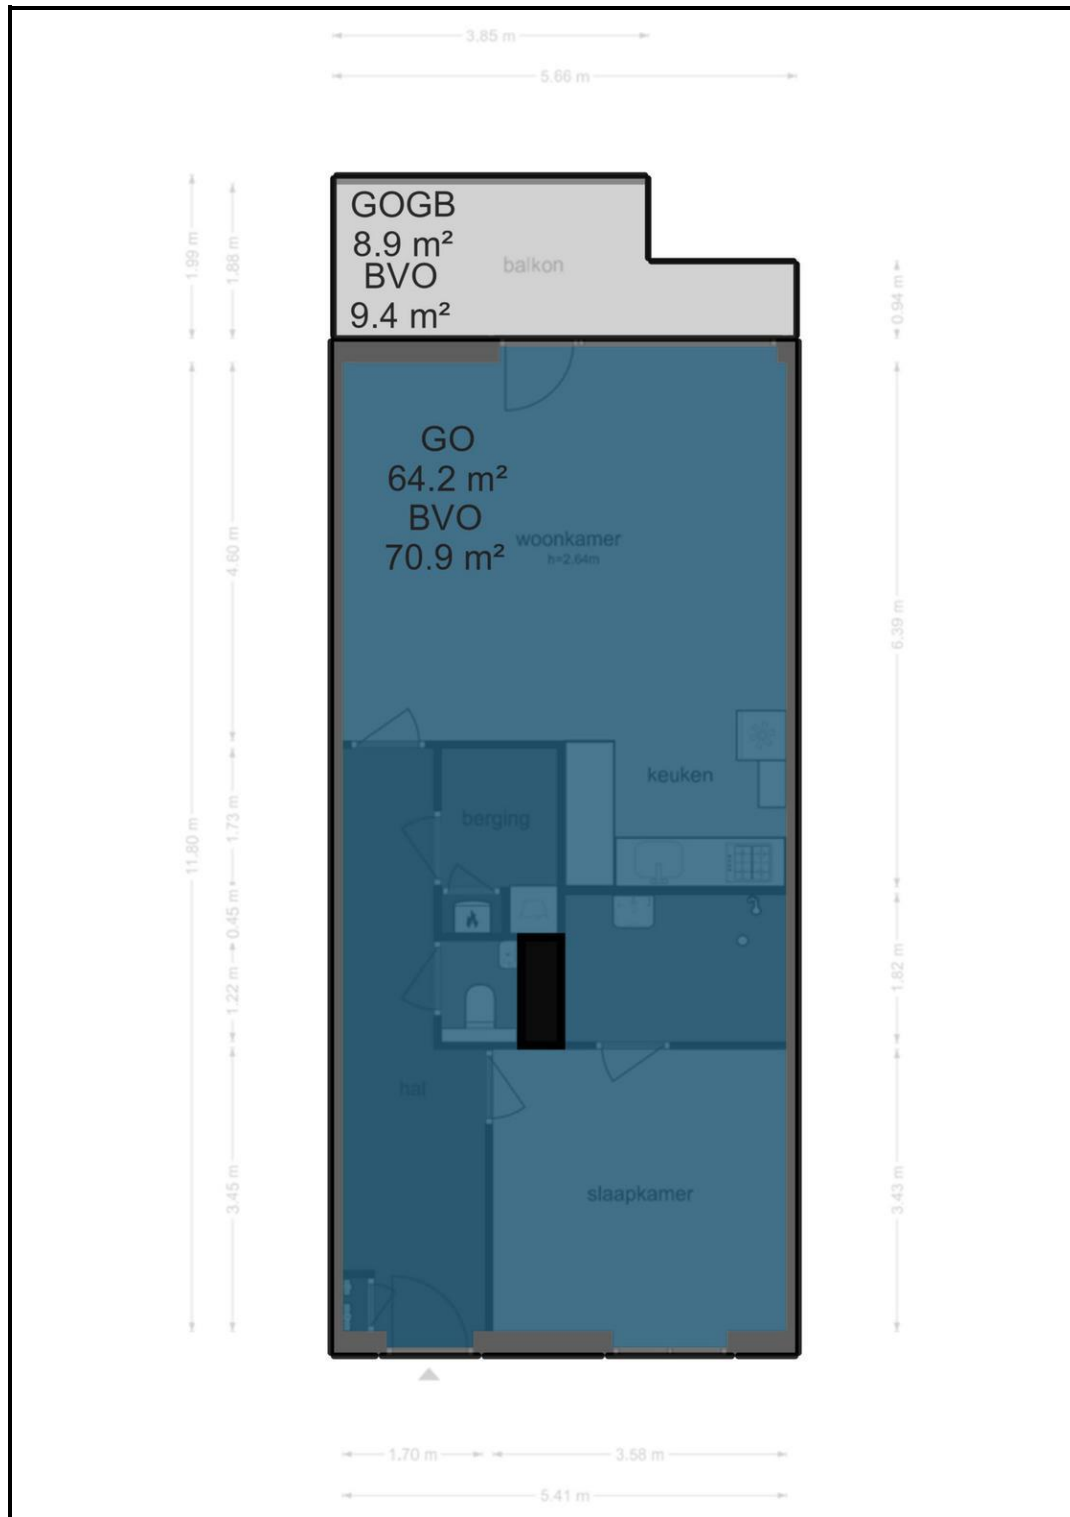 3.85 m
5.66 m
GOGB
8.9 m²
BVO
9.4 m²
balkon
1.99 m
1.88 m
0.94 m
GO
64.2 m²
BVO
70.9 m²
woonkamer
h=2.64m
4.60 m
6.39 m
keuken
berging
1.73 m
11.80 m
0.45 m
1.22 m
1.82 m
hal
slaapkamer
3.45 m
3.43 m
1.70 m
3.58 m
5.41 m